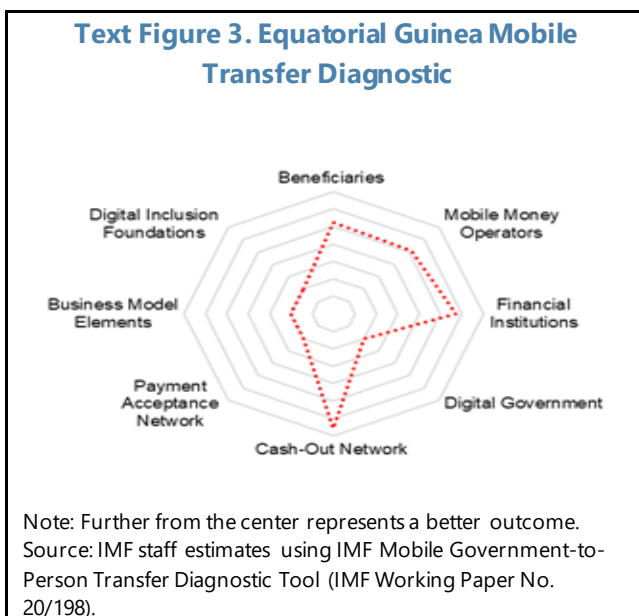 Text Figure 3. Equatorial Guinea Mobile
Transfer Diagnostic
Beneficiaries
Digital Inclusion
Foundations
Mobile Money
Operators
Business Model
Elements
Financial
Institutions
Payment
Acceptance
Network
Digital Government
Cash-Out Network
Note: Further from the center represents a better outcome.
Source: IMF staff estimates using IMF Mobile Government-to-
Person Transfer Diagnostic Tool (IMF Working Paper No.
20/198).